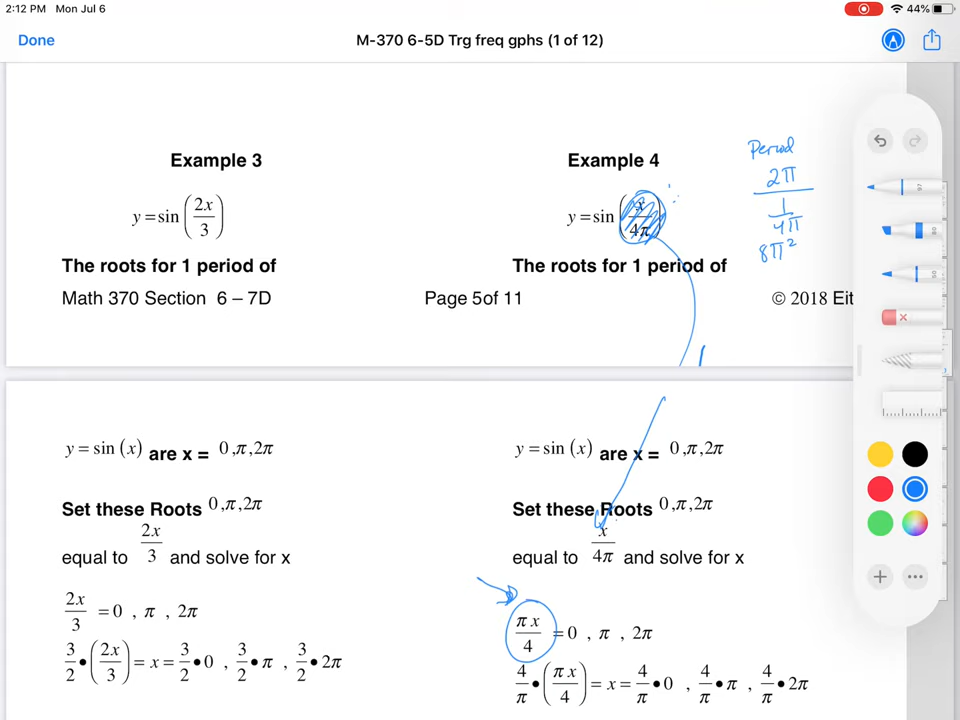 2:12 PM Mon Jul 6 44%
Done M-370 6-5D Trg freq gphs (1 of 12)
Example 3
y = sin(2x/3)
The roots for 1 period of
Math 370 Section 6 – 7D
Example 4
y = sin(x/4π)
The roots for 1 period of
Page 5of 11
Period
2π
1
4π
8π²
© 2018 Eit
y = sin (x) are x = 0 ,π , 2π
Set these Roots 0 ,π , 2π
equal to 2x/3 and solve for x
2x/3 = 0 , π , 2π
3/2 • (2x/3) = x = 3/2 • 0 , 3/2 • π , 3/2 • 2π
y = sin (x) are x = 0 ,π , 2π
Set these Roots 0 ,π , 2π
equal to x/4π and solve for x
π x/4 = 0 , π , 2π
4/π • (π x/4) = x = 4/π • 0 , 4/π • π , 4/π • 2π